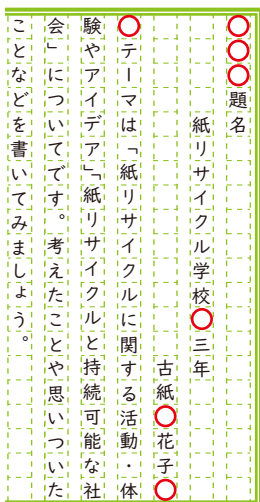 ○○○題名
紙リサイクル学校○三年
古紙○花子○
○テーマは「紙リサイクルに関する活動・体
験やアイデア」「紙リサイクルと持続可能な社
会」についてです。考えたことや思いついた
ことなどを書いてみましょう。